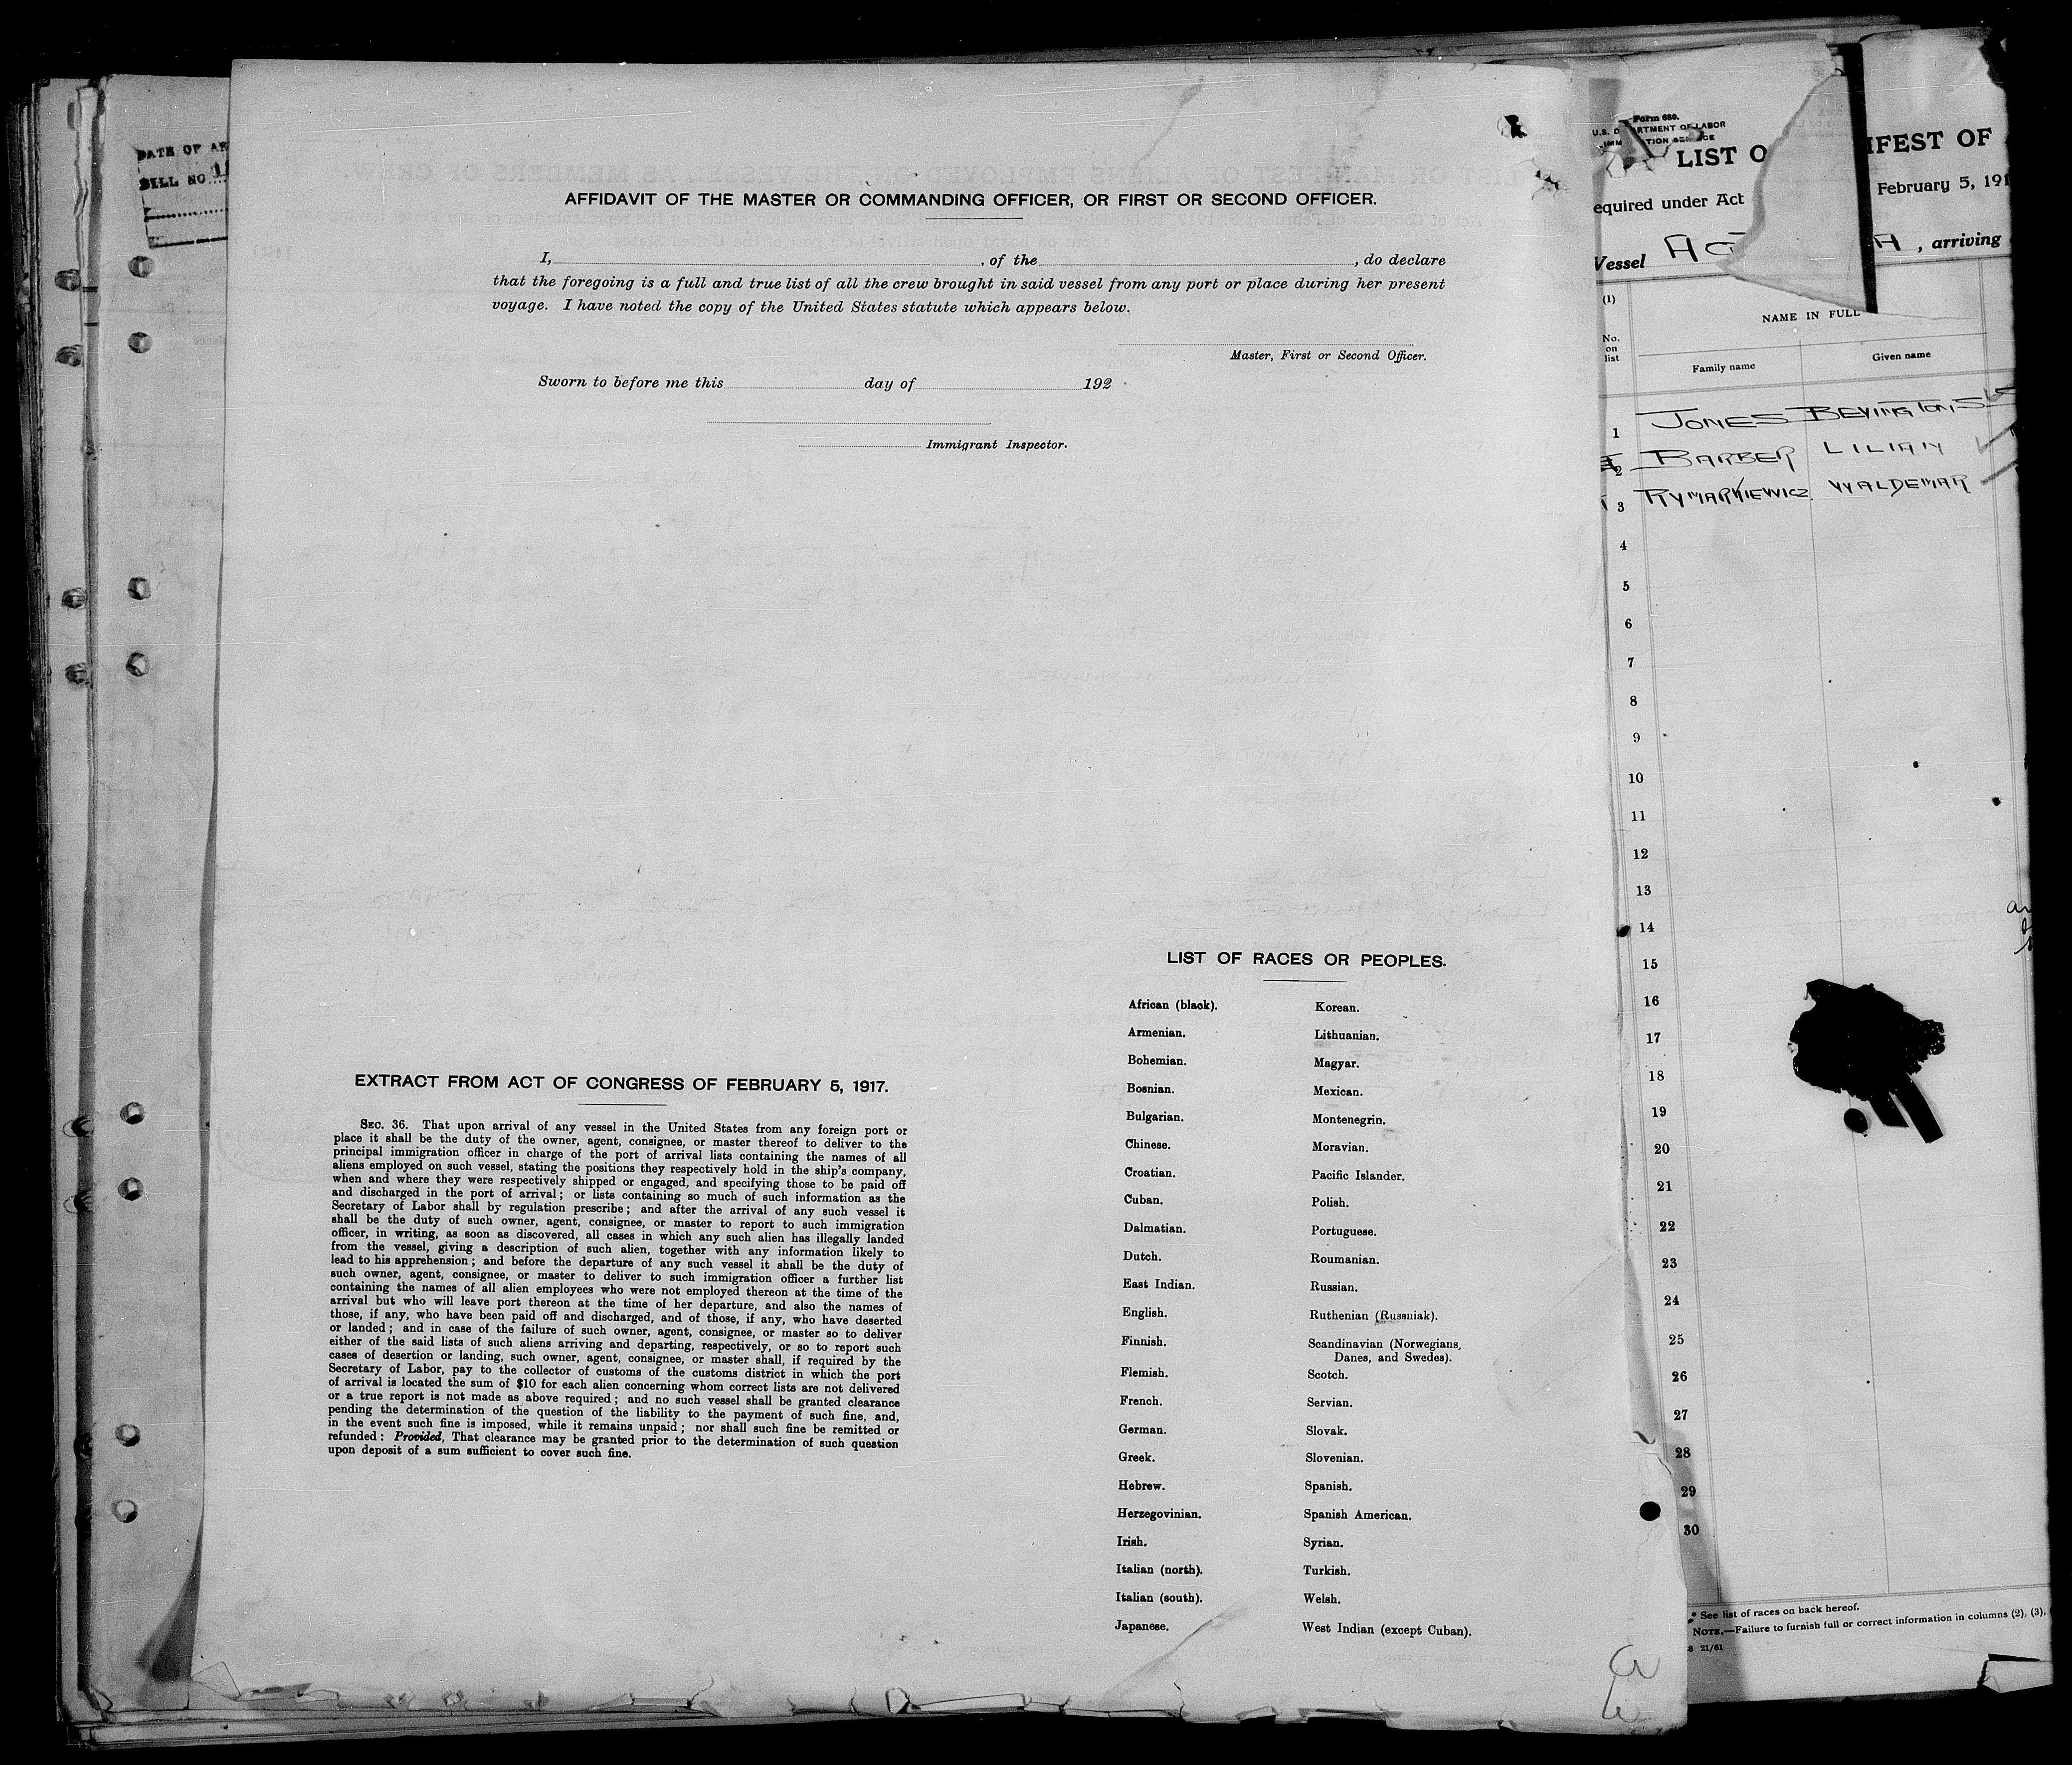 DATE OF AR
BILL NO
AFFIDAVIT OF THE MASTER OR COMMANDING OFFICER, OR FIRST OR SECOND OFFICER.
I, , of the , do declare
that the foregoing is a full and true list of all the crew brought in said vessel from any port or place during her present
voyage. I have noted the copy of the United States statute which appears below.
Master, First or Second Officer.
Sworn to before me this day of 192
Immigrant Inspector.
EXTRACT FROM ACT OF CONGRESS OF FEBRUARY 5, 1917.
SEC. 36. That upon arrival of any vessel in the United States from any foreign port or
place it shall be the duty of the owner, agent, consignee, or master thereof to deliver to the
principal immigration officer in charge of the port of arrival lists containing the names of all
aliens employed on such vessel, stating the positions they respectively hold in the ship's company,
when and where they were respectively shipped or engaged, and specifying those to be paid off
and discharged in the port of arrival; or lists containing so much of such information as the
Secretary of Labor shall by regulation prescribe; and after the arrival of any such vessel it
shall be the duty of such owner, agent, consignee, or master to report to such immigration
officer, in writing, as soon as discovered, all cases in which any such alien has illegally landed
from the vessel, giving a description of such alien, together with any information likely to
lead to his apprehension; and before the departure of any such vessel it shall be the duty of
such owner, agent, consignee, or master to deliver to such immigration officer a further list
containing the names of all alien employees who were not employed thereon at the time of the
arrival but who will leave port thereon at the time of her departure, and also the names of
those, if any, who have been paid off and discharged, and of those, if any, who have deserted
or landed; and in case of the failure of such owner, agent, consignee, or master so to deliver
either of the said lists of such aliens arriving and departing, respectively, or so to report such
cases of desertion or landing, such owner, agent, consignee, or master shall, if required by the
Secretary of Labor, pay to the collector of customs of the customs district in which the port
of arrival is located the sum of $10 for each alien concerning whom correct lists are not delivered
or a true report is not made as above required; and no such vessel shall be granted clearance
pending the determination of the question of the liability to the payment of such fine, and,
in the event such fine is imposed, while it remains unpaid; nor shall such fine be remitted or
refunded: Provided, That clearance may be granted prior to the determination of such question
upon deposit of a sum sufficient to cover such fine.
LIST OF RACES OR PEOPLES.
African (black). Korean.
Armenian. Lithuanian.
Bohemian. Magyar.
Bosnian. Mexican.
Bulgarian. Montenegrin.
Chinese. Moravian.
Croatian. Pacific Islander.
Cuban. Polish.
Dalmatian. Portuguese.
Dutch. Roumanian.
East Indian. Russian.
English. Ruthenian (Russniak).
Finnish. Scandinavian (Norwegians,
Danes, and Swedes).
Flemish. Scotch.
French. Servian.
German. Slovak.
Greek. Slovenian.
Hebrew. Spanish.
Herzegovinian. Spanish American.
Irish. Syrian.
Italian (north). Turkish.
Italian (south). Welsh.
Japanese. West Indian (except Cuban).
Form 680.
U.S. D RTMENT OF LABOR
IMM TION SERVICE
LIST O IFEST OF
equired under Act February 5, 191
Vessel A , arriving
(1)
NAME IN FULL
No.
on
list
Family name Given name
1 JONES BEVINGTON S
2 BARBER LILIAN
3 RYMARKIEWICZ WALDEMAR
4
5
6
7
8
9
10
11
12
13
14
15
16
17
18
19
20
21
22
23
24
25
26
27
28
29
30
* See list of races on back hereof.
NOTE.—Failure to furnish full or correct information in columns (2), (3),
21/61